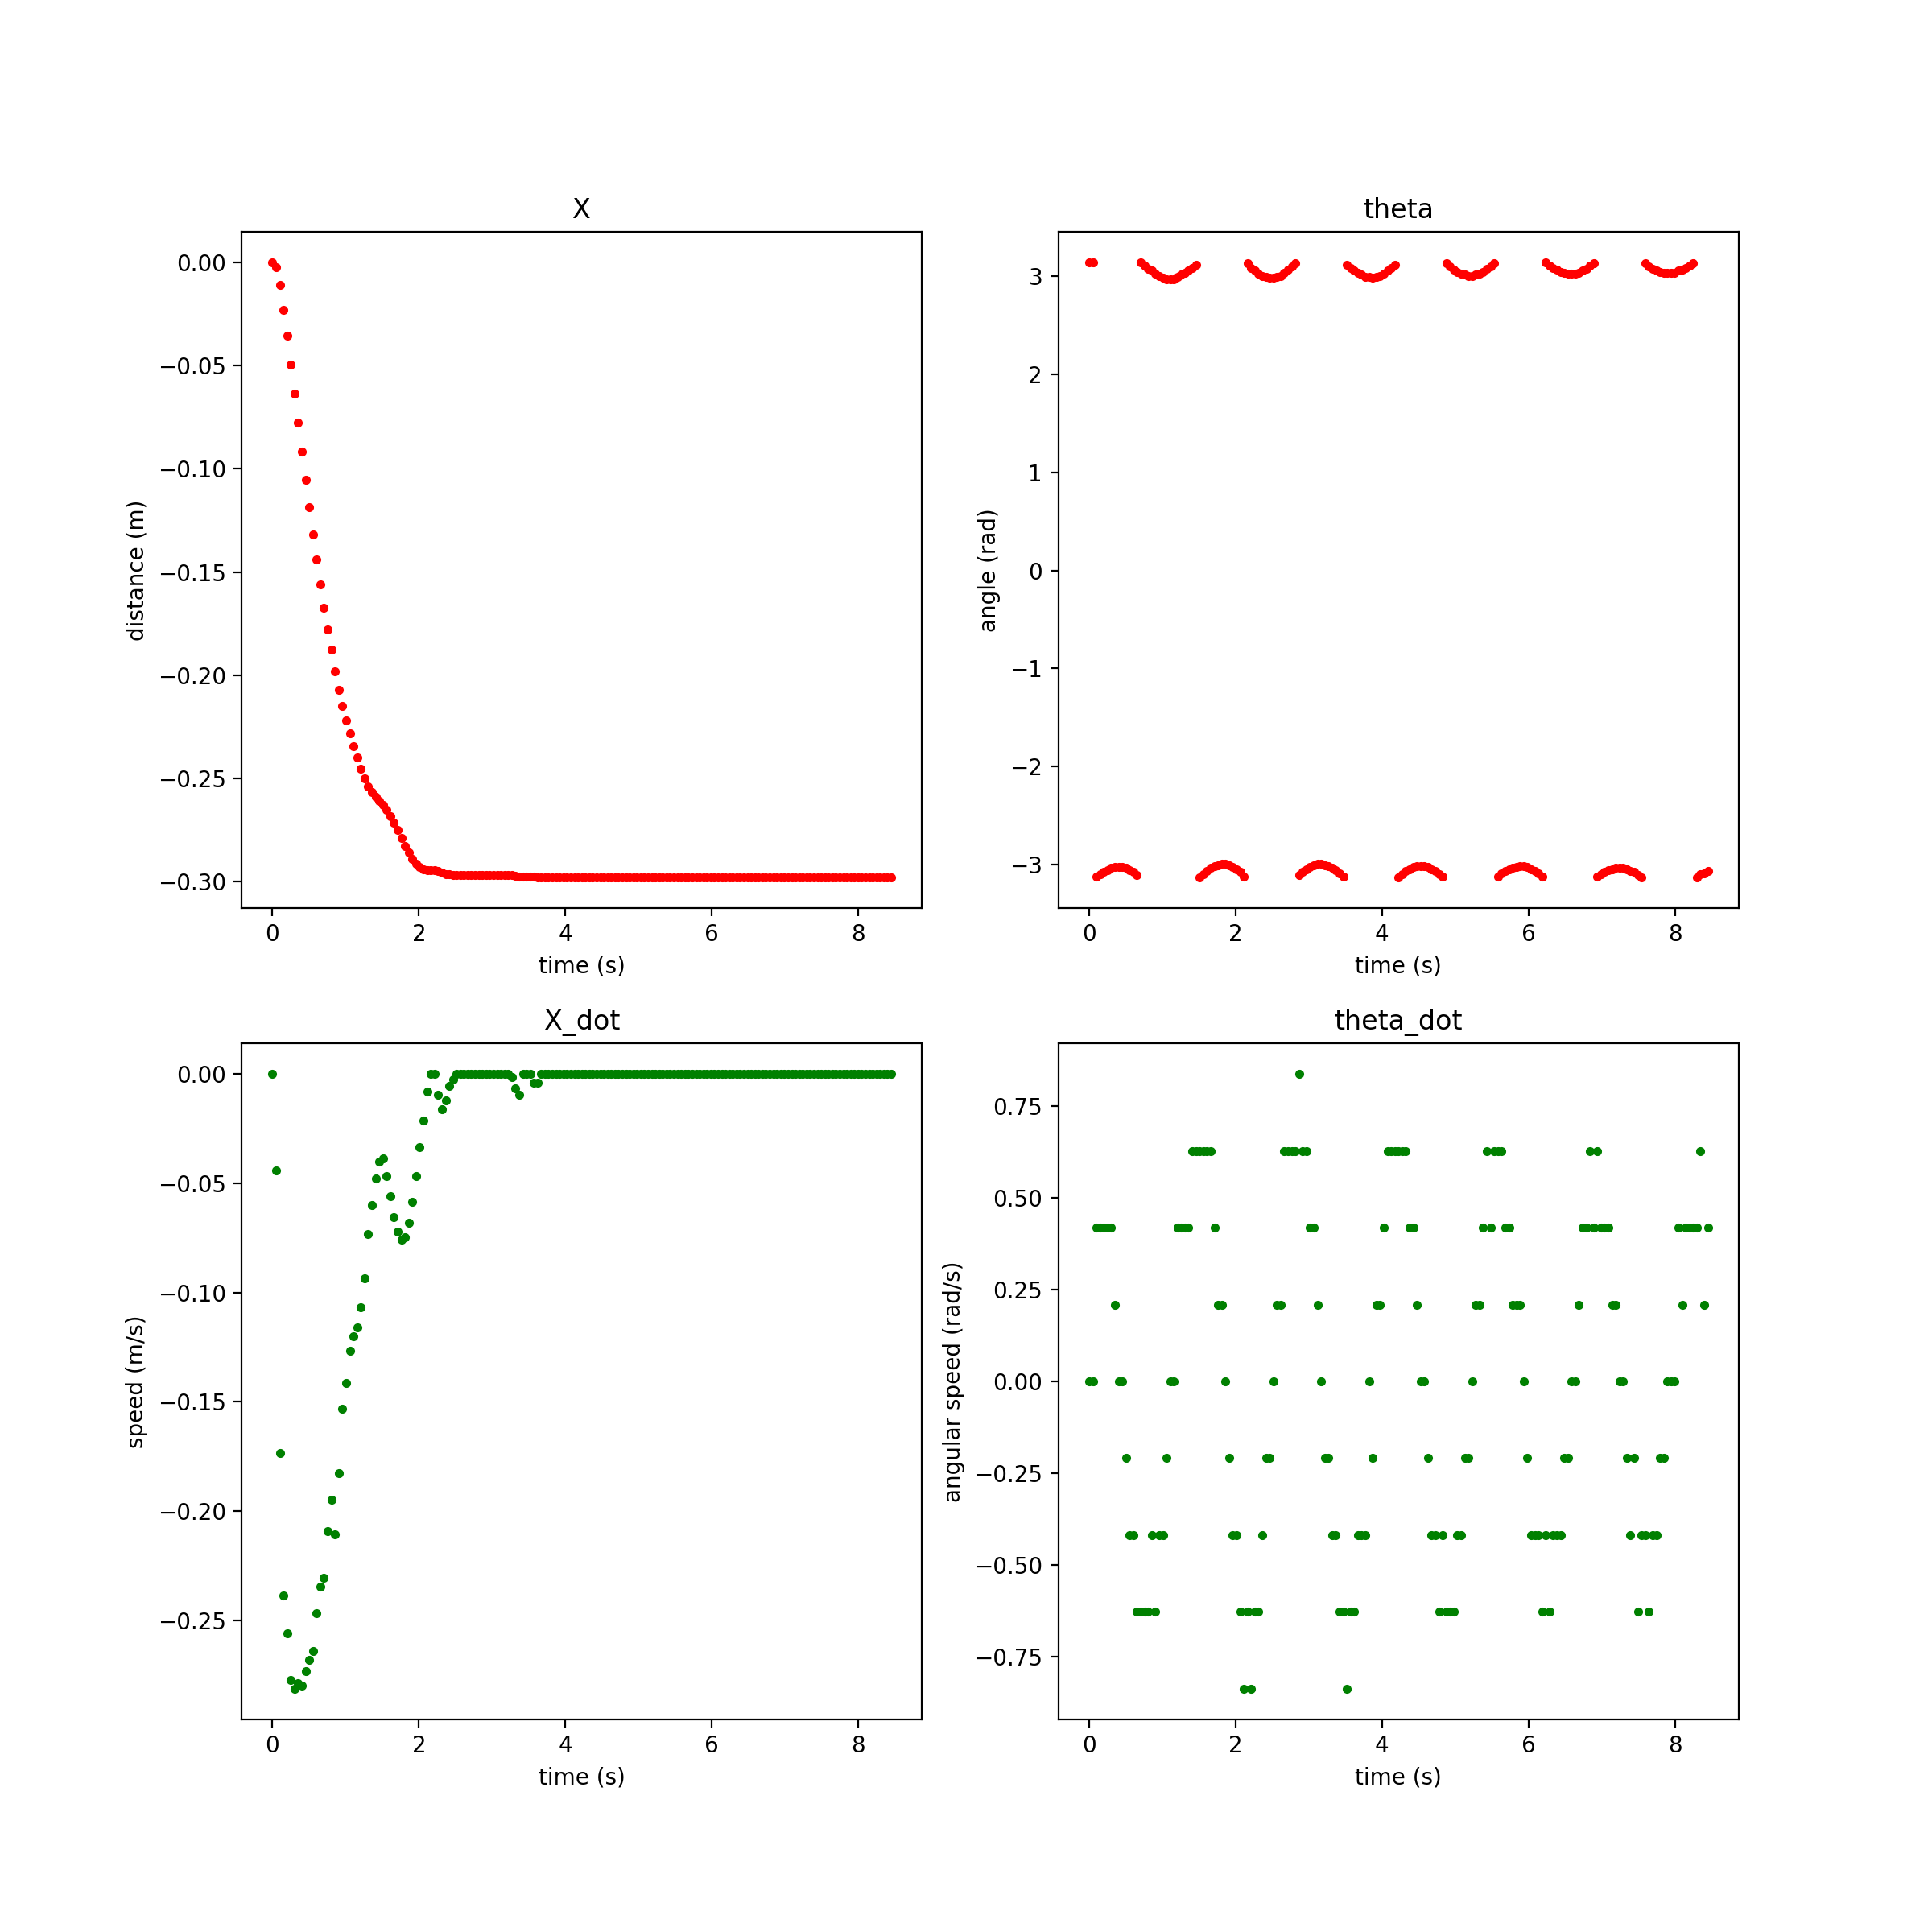 X
0.00
−0.05
−0.10
−0.15
−0.20
−0.25
−0.30
distance (m)
0 2 4 6 8
time (s)
theta
3
2
1
0
−1
−2
−3
angle (rad)
0 2 4 6 8
time (s)
X_dot
0.00
−0.05
−0.10
−0.15
−0.20
−0.25
speed (m/s)
0 2 4 6 8
time (s)
theta_dot
0.75
0.50
0.25
0.00
−0.25
−0.50
−0.75
angular speed (rad/s)
0 2 4 6 8
time (s)